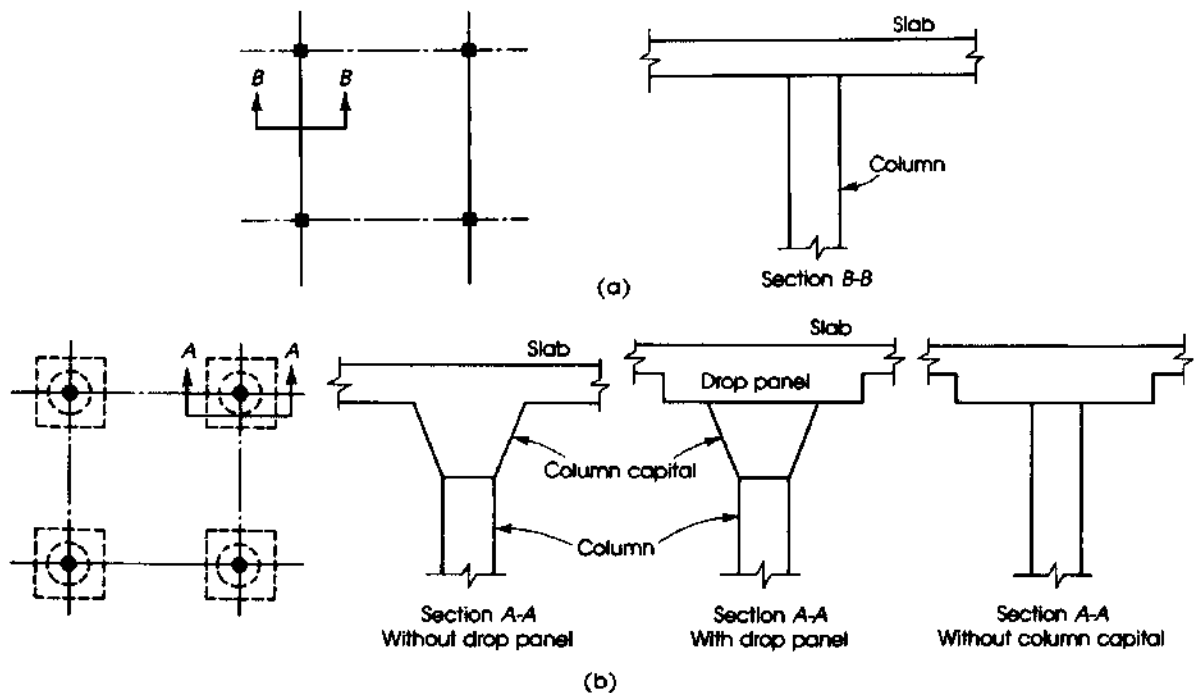 Slab
B B
Column
Section B-B
(a)
A A
Slab
Slab
Drop panel
Column capital
Column
Section A-A
Without drop panel
Section A-A
With drop panel
Section A-A
Without column capital
(b)